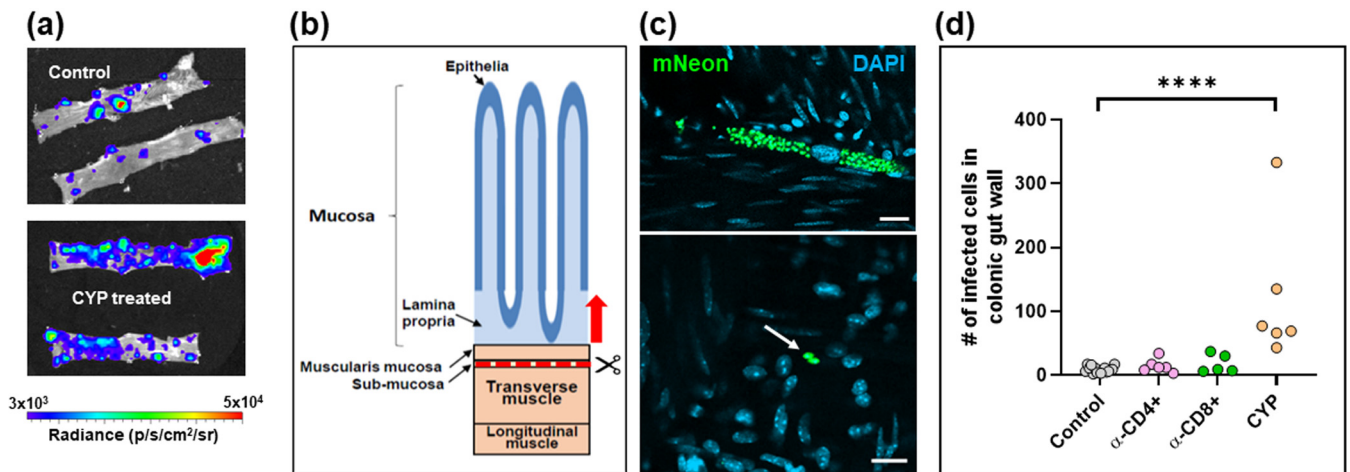 (a)
Control
CYP treated
3x10³
5x10⁴
Radiance (p/s/cm²/sr)
(b)
Epithelia
Mucosa
Lamina
propria
Muscularis mucosa
Sub-mucosa
Transverse
muscle
Longitudinal
muscle
(c)
mNeon
DAPI
(d)
****
# of infected cells in
colonic gut wall
400
300
200
100
0
Control
α-CD4+
α-CD8+
CYP